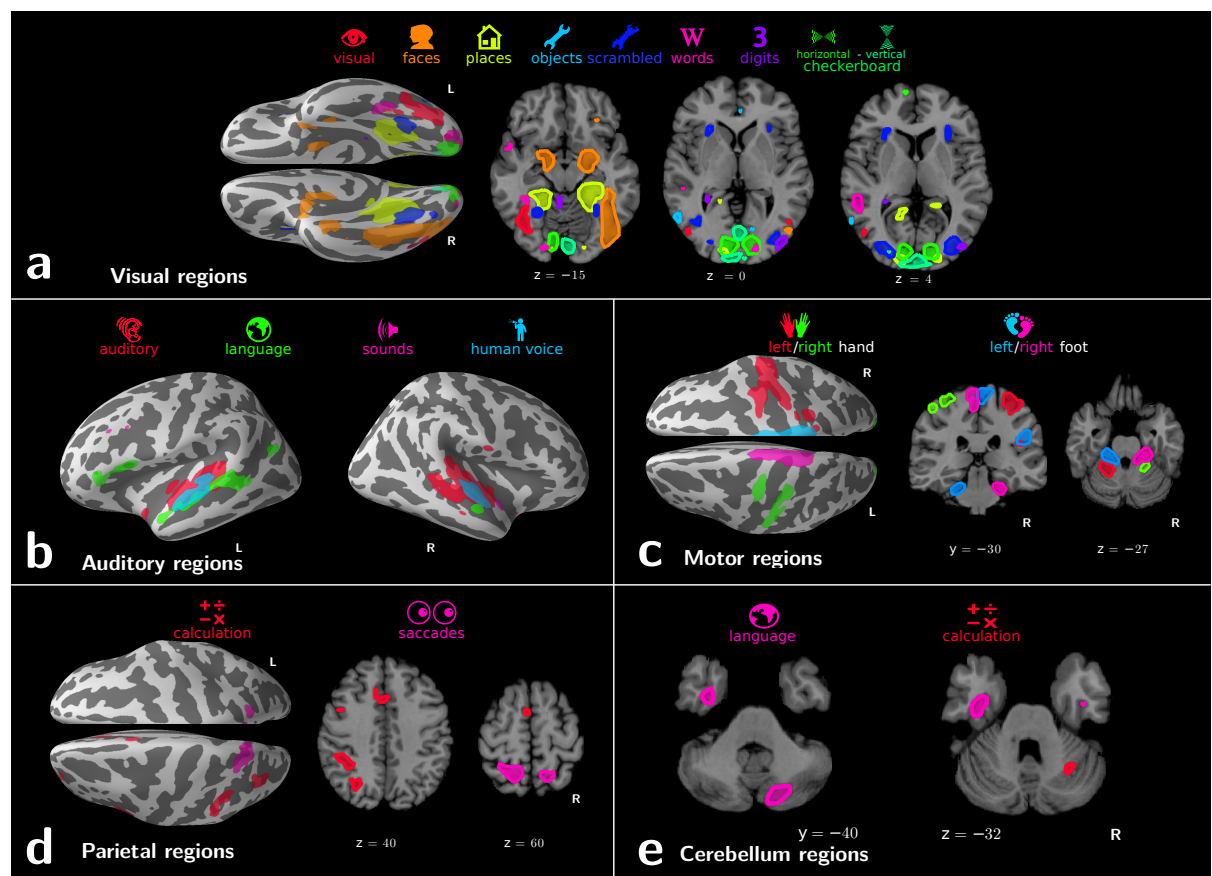 visual faces places objects scrambled words digits horizontal - vertical
checkerboard
W 3
L
R
z = −15 z = 0 z = 4
a Visual regions
auditory language sounds human voice
L R
b Auditory regions
left/right hand left/right foot
R
L
R R
y = −30 z = −27
c Motor regions
calculation saccades
L
R
z = 40 z = 60
d Parietal regions
language calculation
y = −40 z = −32 R
e Cerebellum regions